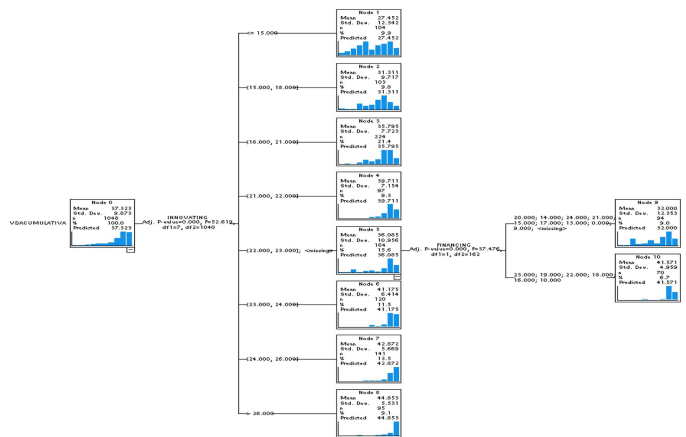 VDACUMULATIVA
Node 0
Mean 37.323
Std. Dev. 9.873
n 1048
% 100.0
Predicted 37.323
INNOVATING
Adj. P-value=0.000, F=52.619,
df1=7, df2=1040
<= 15.000
(15.000, 18.000]
(18.000, 21.000]
(21.000, 22.000]
(22.000, 23.000]; <missing>
(23.000, 24.000]
(24.000, 26.000]
> 26.000
Node 1
Mean 27.452
Std. Dev. 12.342
n 104
% 9.9
Predicted 27.452
Node 2
Mean 31.311
Std. Dev. 9.717
n 103
% 9.8
Predicted 31.311
Node 3
Mean 35.795
Std. Dev. 7.723
n 224
% 21.4
Predicted 35.795
Node 4
Mean 39.711
Std. Dev. 7.154
n 97
% 9.3
Predicted 39.711
Node 5
Mean 36.085
Std. Dev. 10.956
n 164
% 15.6
Predicted 36.085
Node 6
Mean 41.175
Std. Dev. 6.414
n 120
% 11.5
Predicted 41.175
Node 7
Mean 42.872
Std. Dev. 5.669
n 141
% 13.5
Predicted 42.872
Node 8
Mean 44.853
Std. Dev. 5.531
n 95
% 9.1
Predicted 44.853
FINANCING
Adj. P-value=0.000, F=57.476,
df1=1, df2=162
20.000; 14.000; 24.000; 21.000;
15.000; 17.000; 13.000; 0.000;
9.000; <missing>
23.000; 19.000; 22.000; 18.000;
16.000; 10.000
Node 9
Mean 32.000
Std. Dev.
n 94
% 9.0
Predicted 32.000
Node 10
Mean 41.571
Std. Dev. 4.959
n 70
% 6.7
Predicted 41.571